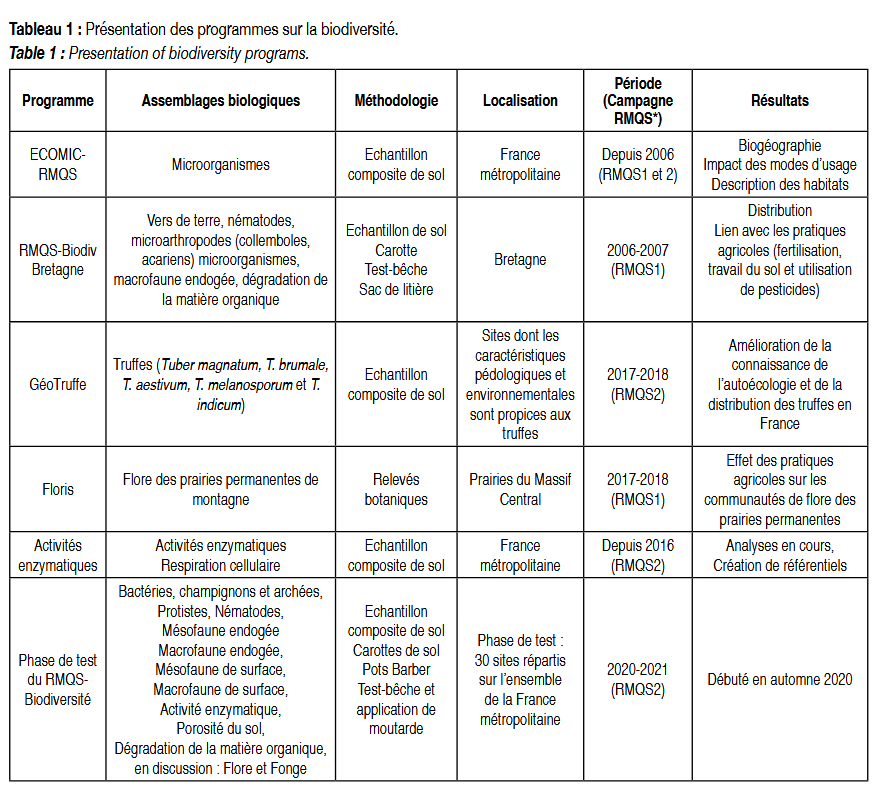 Tableau 1 : Présentation des programmes sur la biodiversité.
Table 1 : Presentation of biodiversity programs.
Programme
Assemblages biologiques
Méthodologie
Localisation
Période
(Campagne
RMQS*)
Résultats
ECOMIC-
RMQS
Microorganismes
Echantillon
composite de sol
France
métropolitaine
Depuis 2006
(RMQS1 et 2)
Biogéographie
Impact des modes d'usage
Description des habitats
RMQS-Biodiv
Bretagne
Vers de terre, nématodes,
microarthropodes (collemboles,
acariens) microorganismes,
macrofaune endogée, dégradation de
la matière organique
Echantillon de sol
Carotte
Test-bêche
Sac de litière
Bretagne
2006-2007
(RMQS1)
Distribution
Lien avec les pratiques
agricoles (fertilisation,
travail du sol et utilisation
de pesticides)
GéoTruffe
Truffes (Tuber magnatum, T. brumale,
T. aestivum, T. melanosporum et T.
indicum)
Echantillon
composite de sol
Sites dont les
caractéristiques
pédologiques et
environnementales
sont propices aux
truffes
2017-2018
(RMQS2)
Amélioration de la
connaissance de
l'autoécologie et de la
distribution des truffes en
France
Floris
Flore des prairies permanentes de
montagne
Relevés
botaniques
Prairies du Massif
Central
2017-2018
(RMQS1)
Effet des pratiques
agricoles sur les
communautés de flore des
prairies permanentes
Activités
enzymatiques
Activités enzymatiques
Respiration cellulaire
Echantillon
composite de sol
France
métropolitaine
Depuis 2016
(RMQS2)
Analyses en cours,
Création de référentiels
Phase de test
du RMQS-
Biodiversité
Bactéries, champignons et archées,
Protistes, Nématodes,
Mésofaune endogée
Macrofaune endogée,
Mésofaune de surface,
Macrofaune de surface,
Activité enzymatique,
Porosité du sol,
Dégradation de la matière organique,
en discussion : Flore et Fonge
Echantillon
composite de sol
Carottes de sol
Pots Barber
Test-bêche et
application de
moutarde
Phase de test :
30 sites répartis
sur l'ensemble
de la France
métropolitaine
2020-2021
(RMQS2)
Débuté en automne 2020